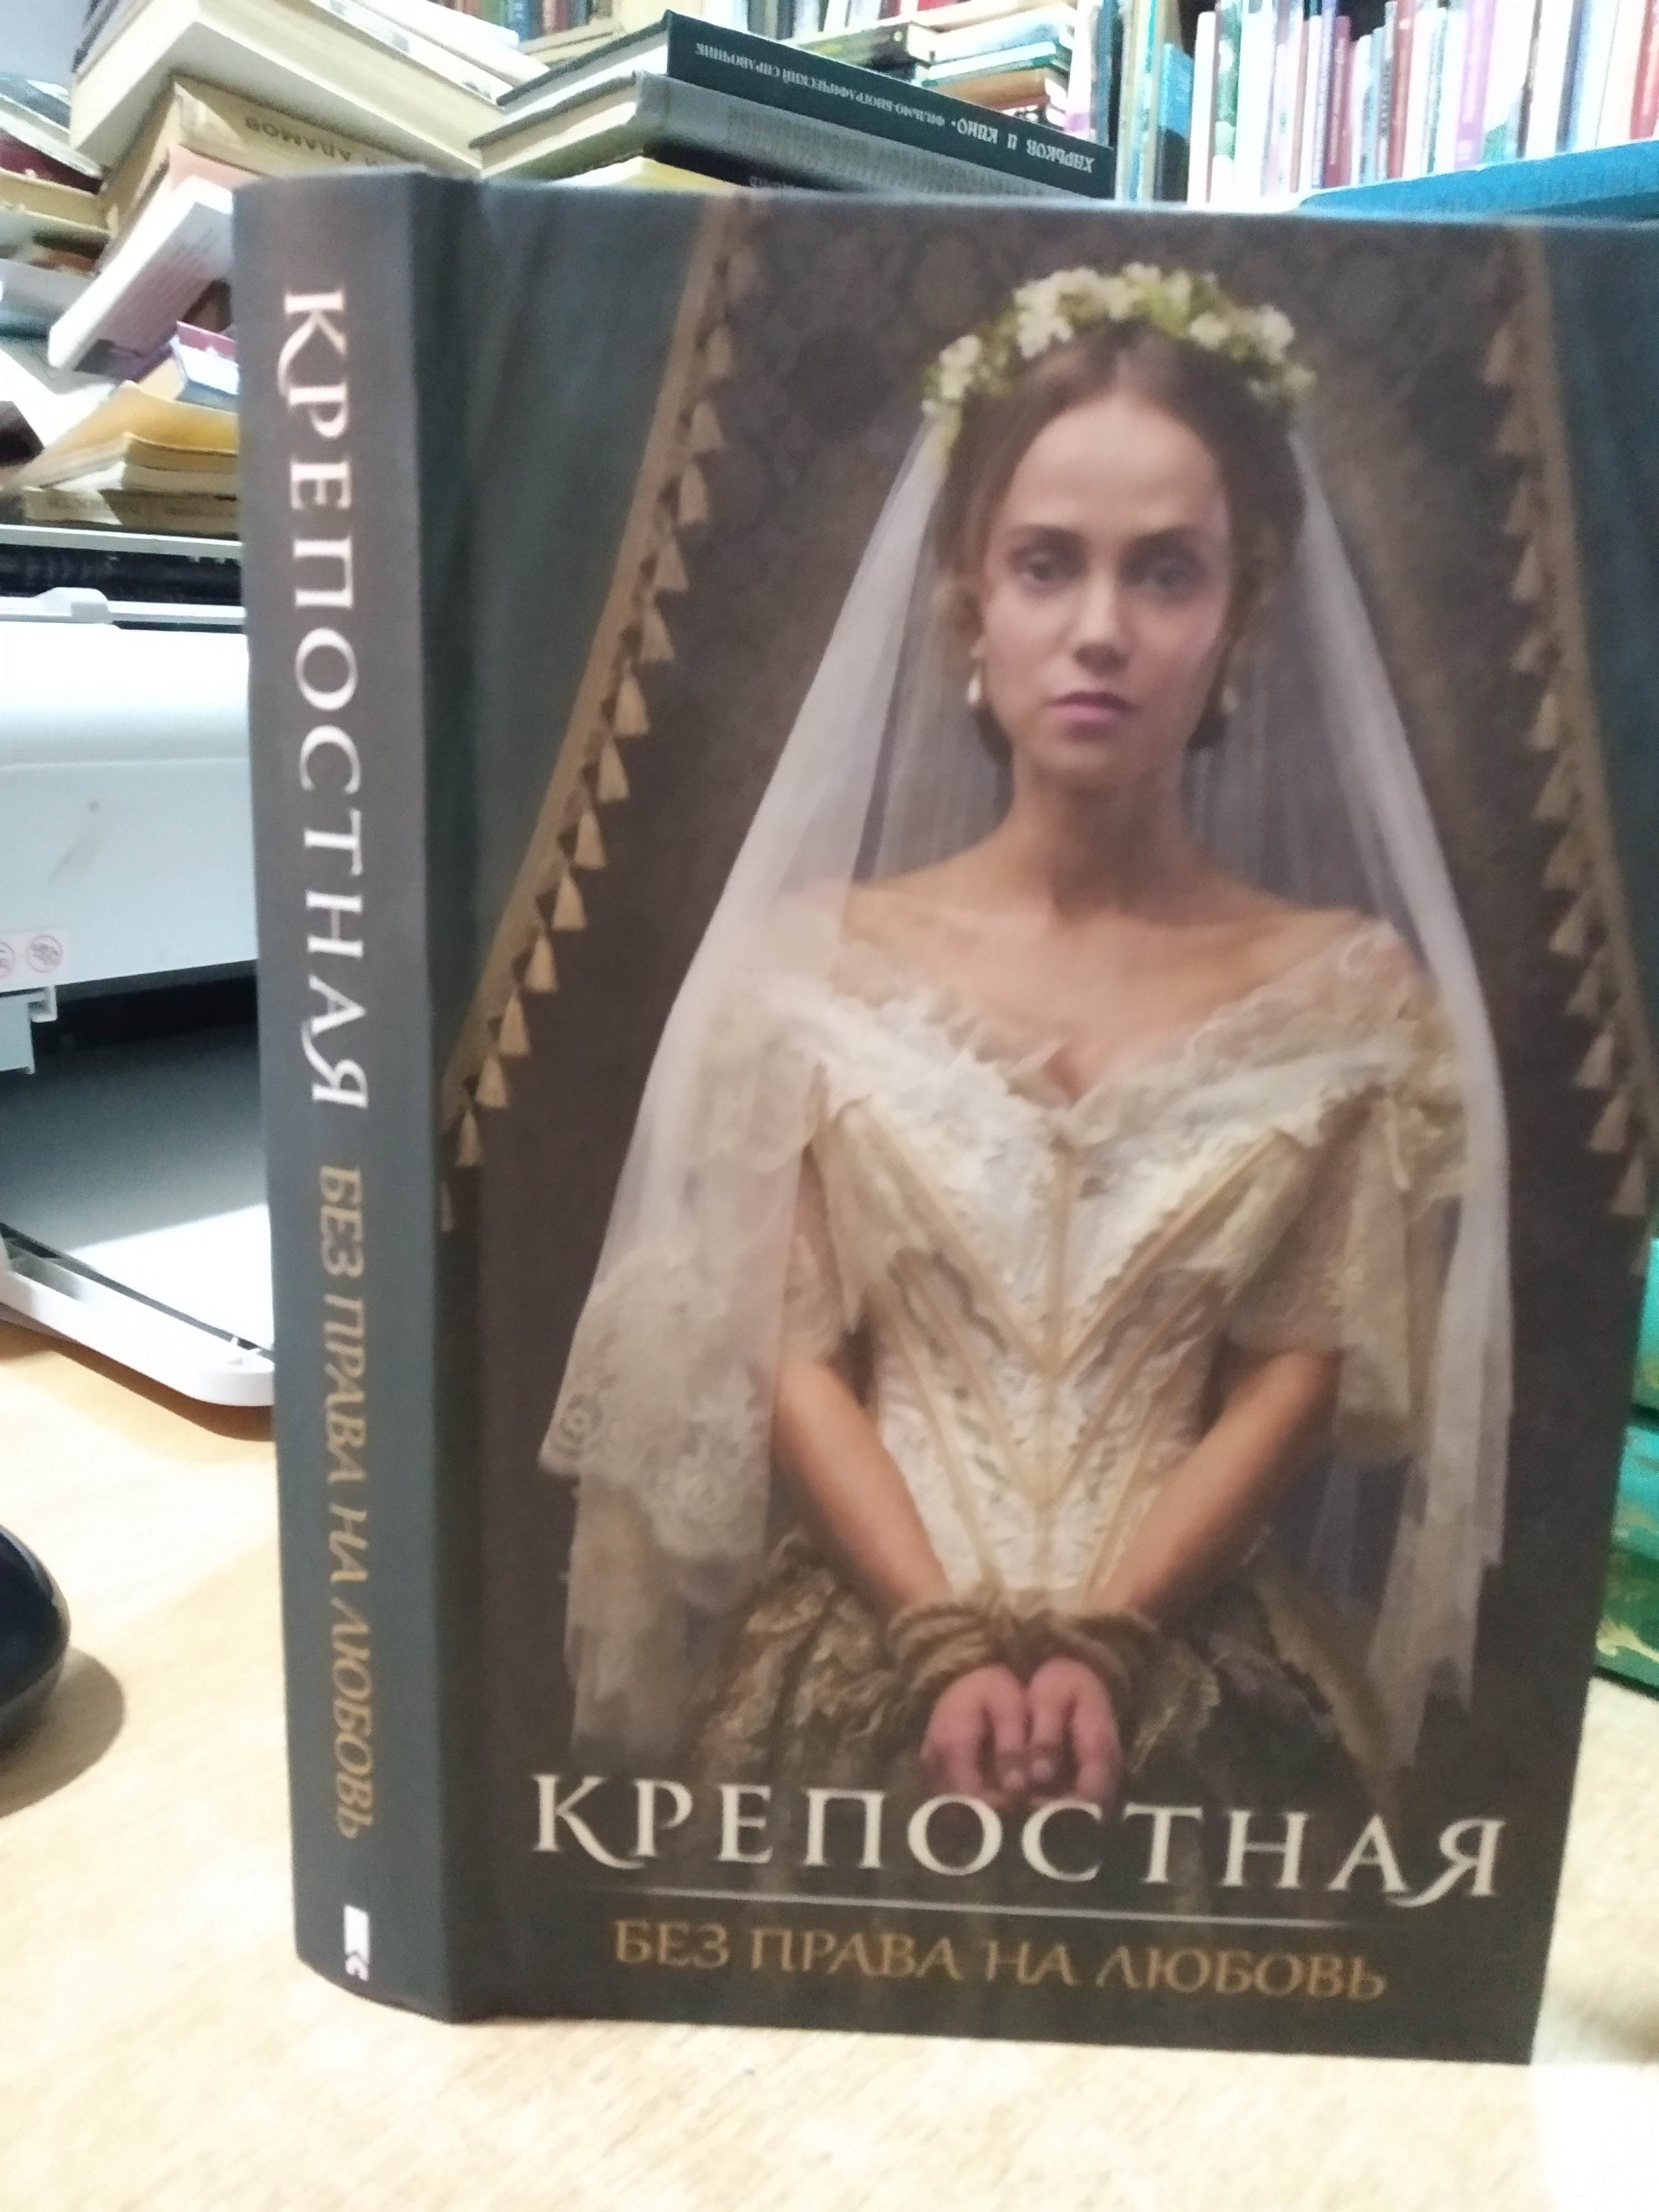 ХАРЬКОВ И КИНО. ФИЛЬМО-БИОГРАФИЧЕСКИЙ СПРАВОЧНИК
КРЕПОСТНАЯ БЕЗ ПРАВА НА ЛЮБОВЬ
КРЕПОСТНАЯ
БЕЗ ПРАВА НА ЛЮБОВЬ